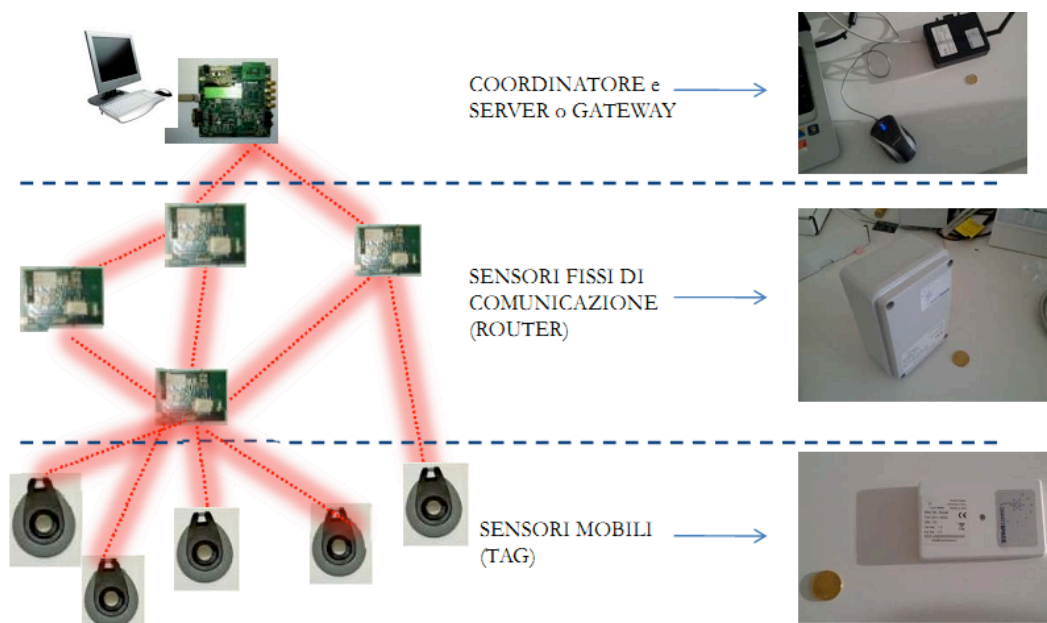 COORDINATORE e
SERVER o GATEWAY
SENSORI FISSI DI
COMUNICAZIONE
(ROUTER)
SENSORI MOBILI
(TAG)